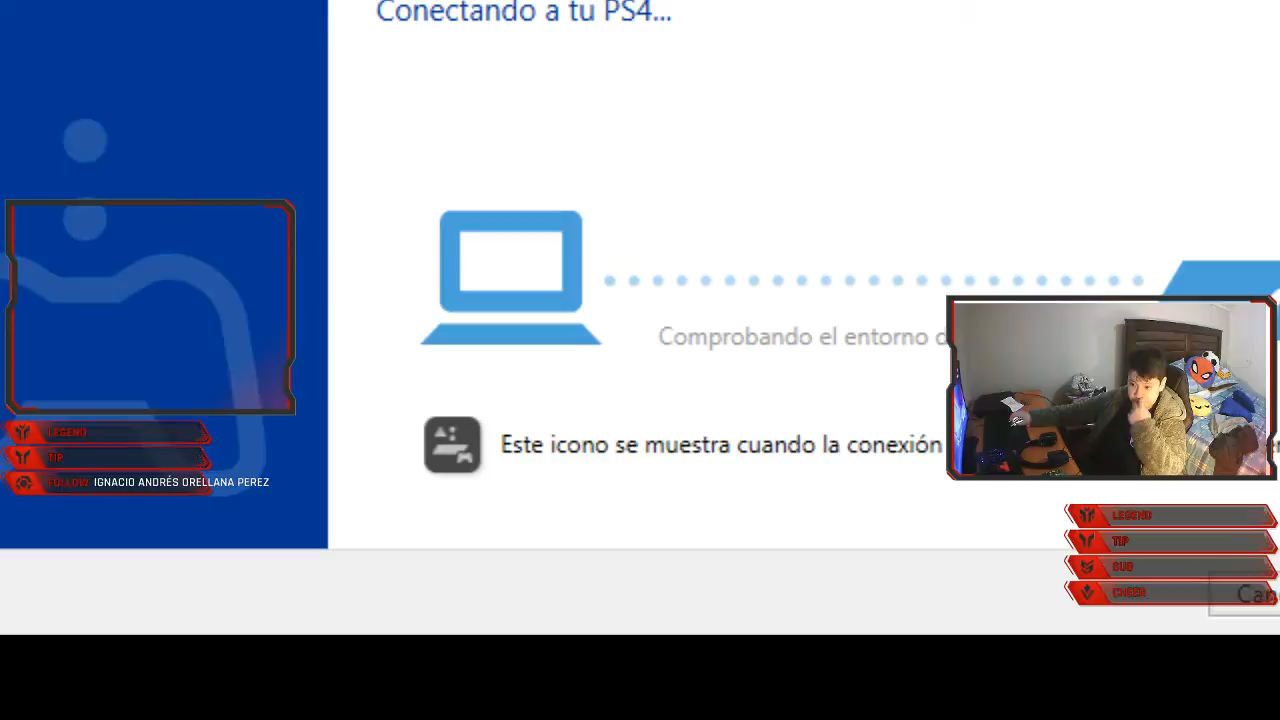 Conectando a tu PS4...
Comprobando el entorno
Este icono se muestra cuando la conexión
LEGEND
TIP
FOLLOW IGNACIO ANDRÉS ORELLANA PEREZ
LEGEND
TIP
SUB
CHEER